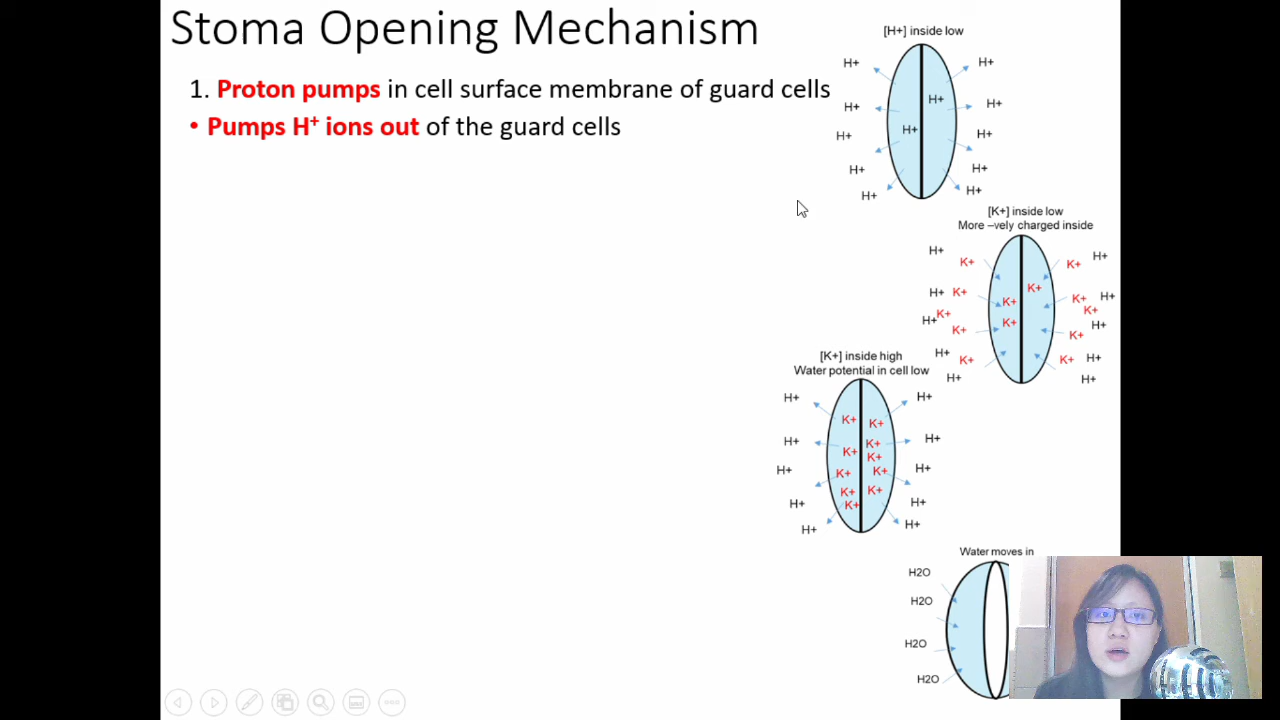 Stoma Opening Mechanism
1. Proton pumps in cell surface membrane of guard cells
• Pumps H⁺ ions out of the guard cells
[H+] inside low
H+ H+
H+
H+ H+
H+
H+ H+
H+ H+
H+ H+
[K+] inside low
More –vely charged inside
H+ H+
K+ K+
K+
H+ K+ K+ H+
K+
K+ K+
H+ K+ H+
K+ K+
H+ K+ K+ H+
H+ H+
[K+] inside high
Water potential in cell low
H+ H+
K+ K+
H+ K+ H+
K+ K+
H+ K+ K+ H+
K+ K+
H+ K+ H+
H+ H+
Water moves in
H2O
H2O
H2O
H2O